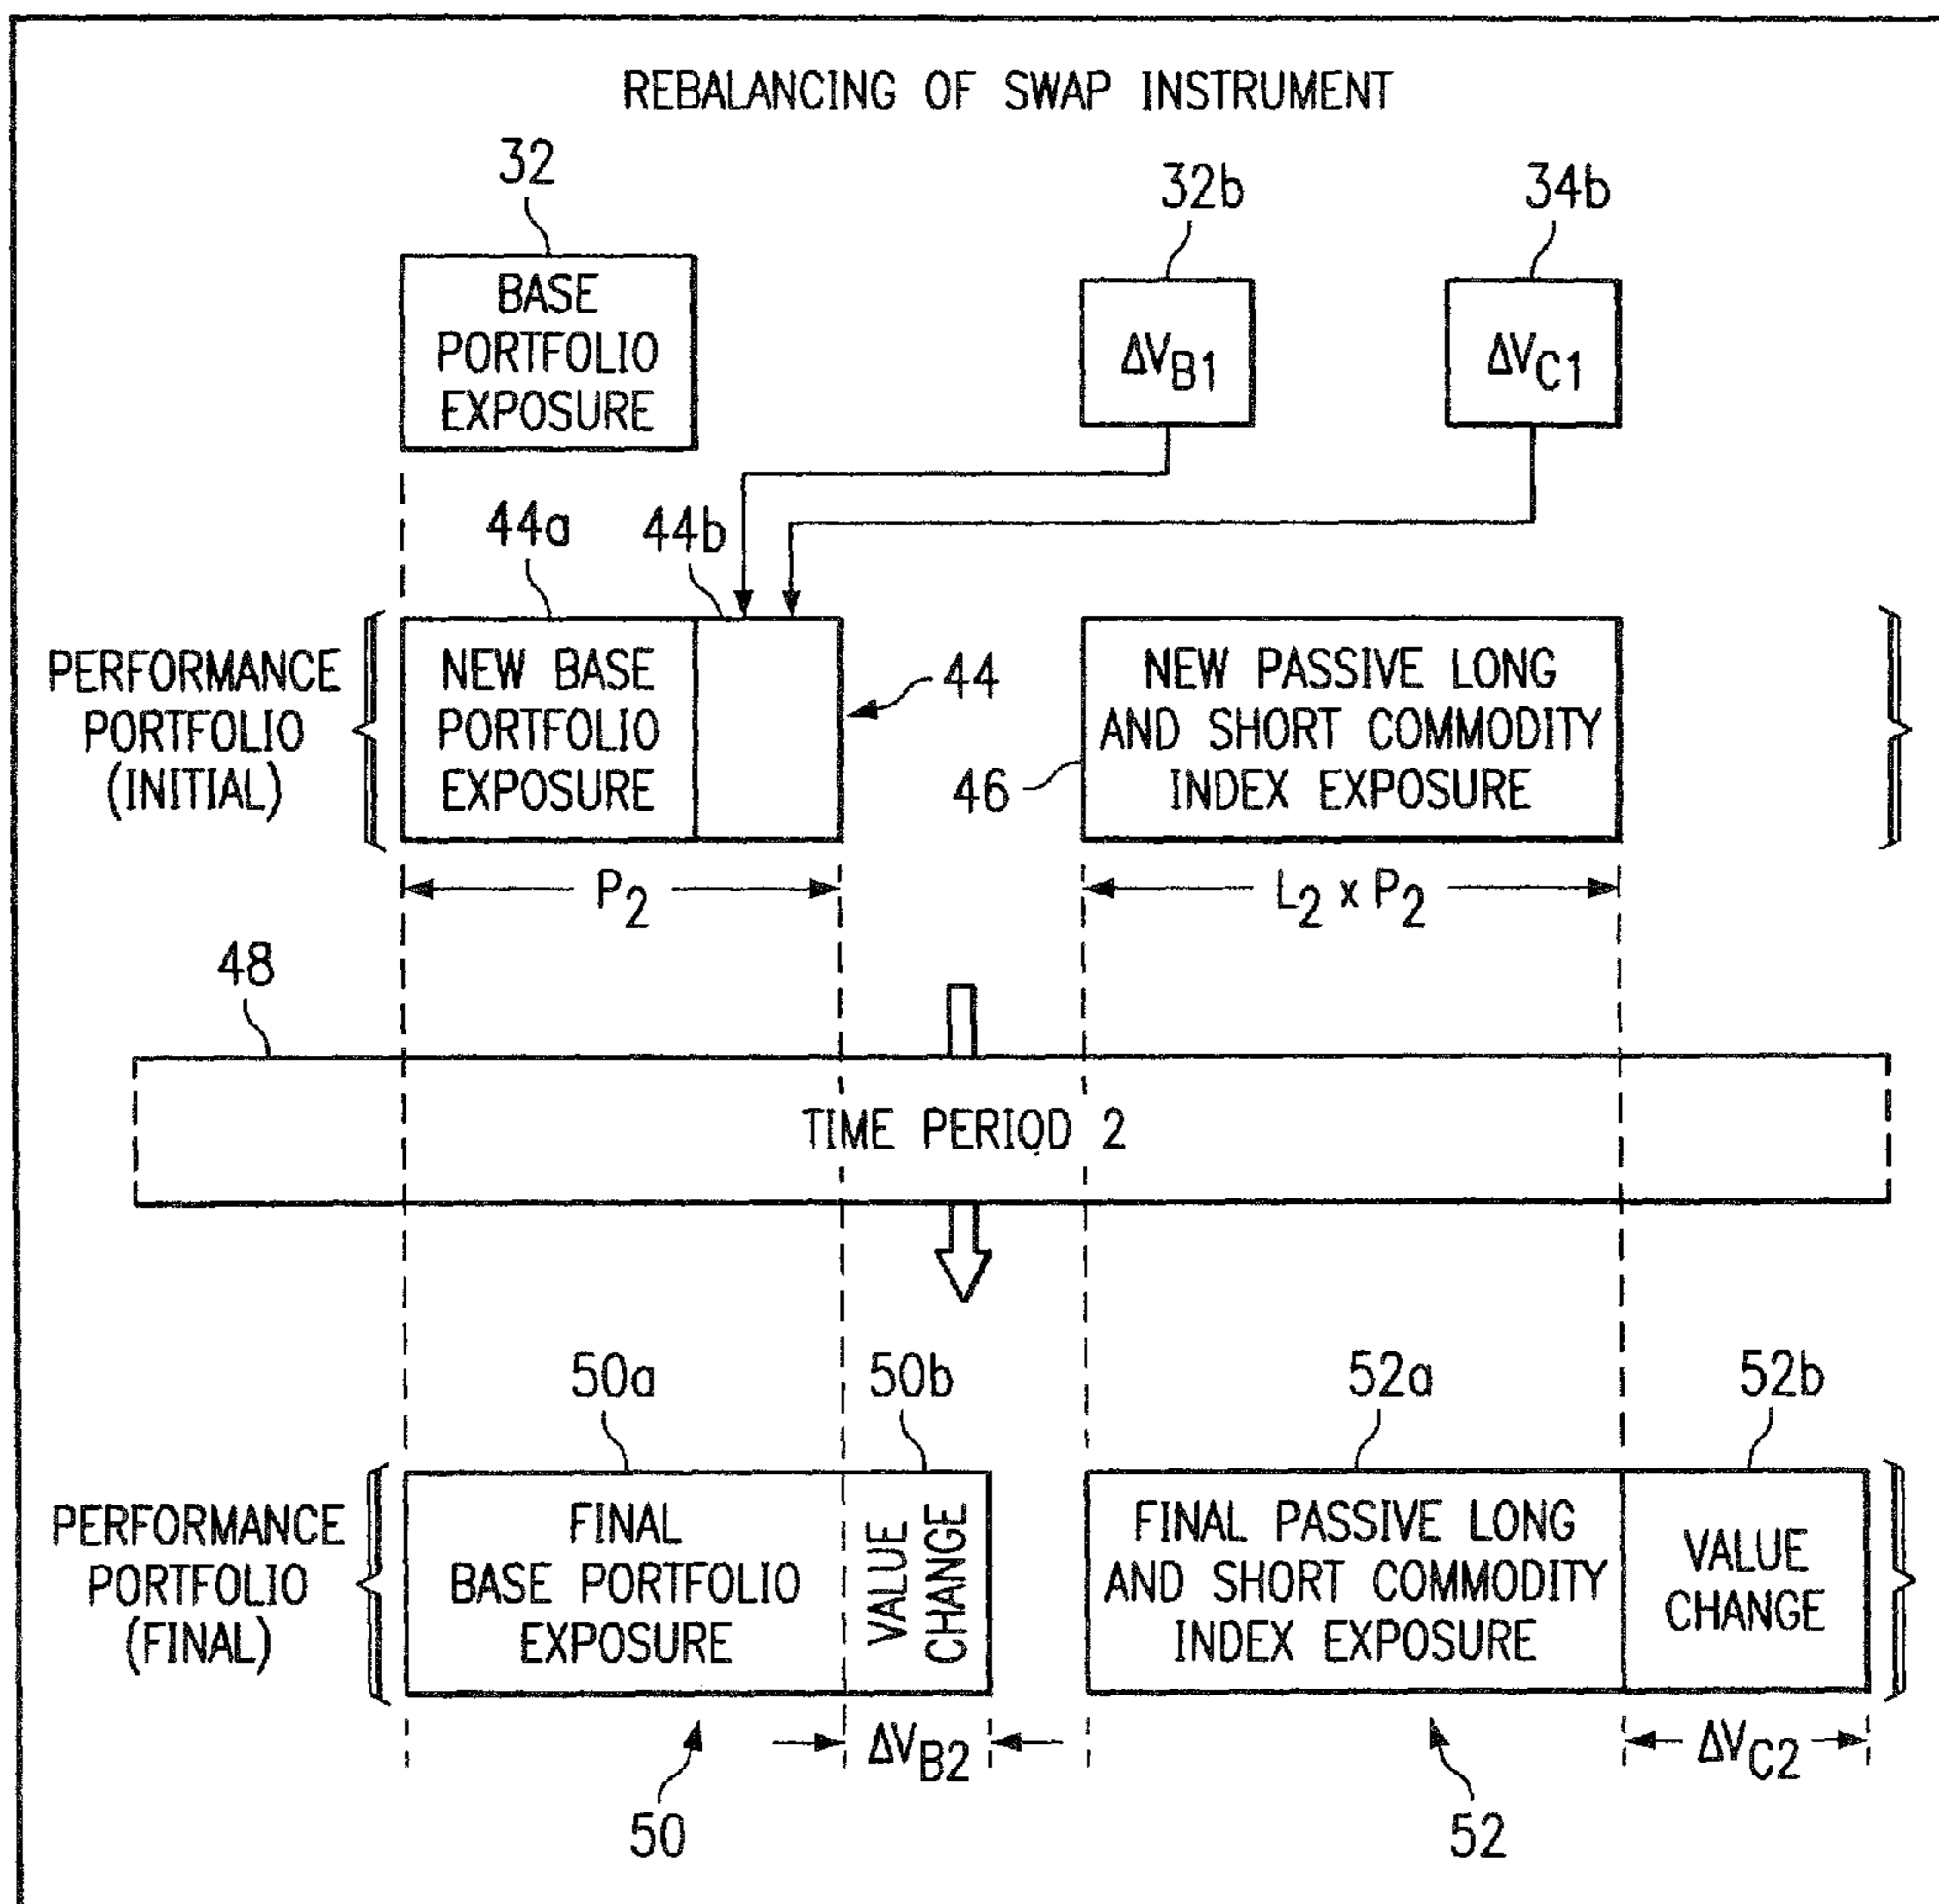 REBALANCING OF SWAP INSTRUMENT
32
32b
34b
BASE
PORTFOLIO
EXPOSURE
ΔVB1
ΔVC1
44a
44b
PERFORMANCE
PORTFOLIO
(INITIAL)
NEW BASE
PORTFOLIO
EXPOSURE
44
46
NEW PASSIVE LONG
AND SHORT COMMODITY
INDEX EXPOSURE
P2
L2 x P2
48
TIME PERIOD 2
50a
50b
52a
52b
PERFORMANCE
PORTFOLIO
(FINAL)
FINAL
BASE PORTFOLIO
EXPOSURE
VALUE
CHANGE
FINAL PASSIVE LONG
AND SHORT COMMODITY
INDEX EXPOSURE
VALUE
CHANGE
ΔVB2
ΔVC2
50
52